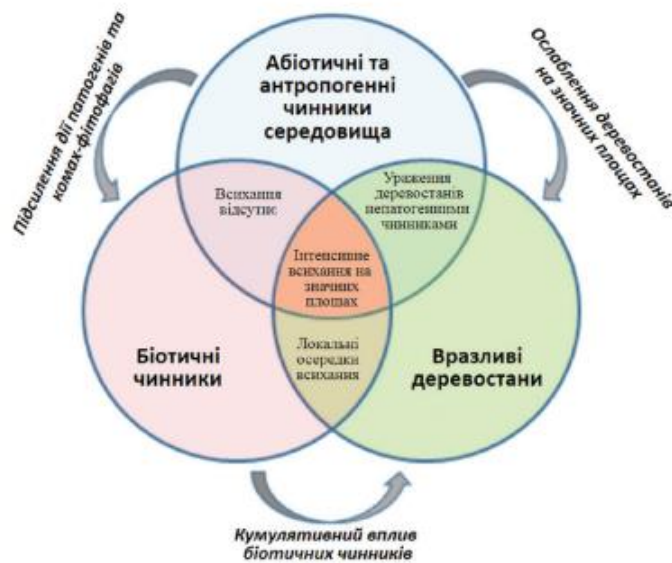 Підсилення дії патогенів та
комах-фітофагів
Абіотичні та
антропогенні
чинники
середовища
Ослаблення деревостанів
на значних площах
Всихання
відсутнє
Ураження
деревостанів
непатогенними
чинниками
Інтенсивне
всихання на
значних
площах
Біотичні
чинники
Локальні
осередки
всихання
Вразливі
деревостани
Кумулятивний вплив
біотичних чинників